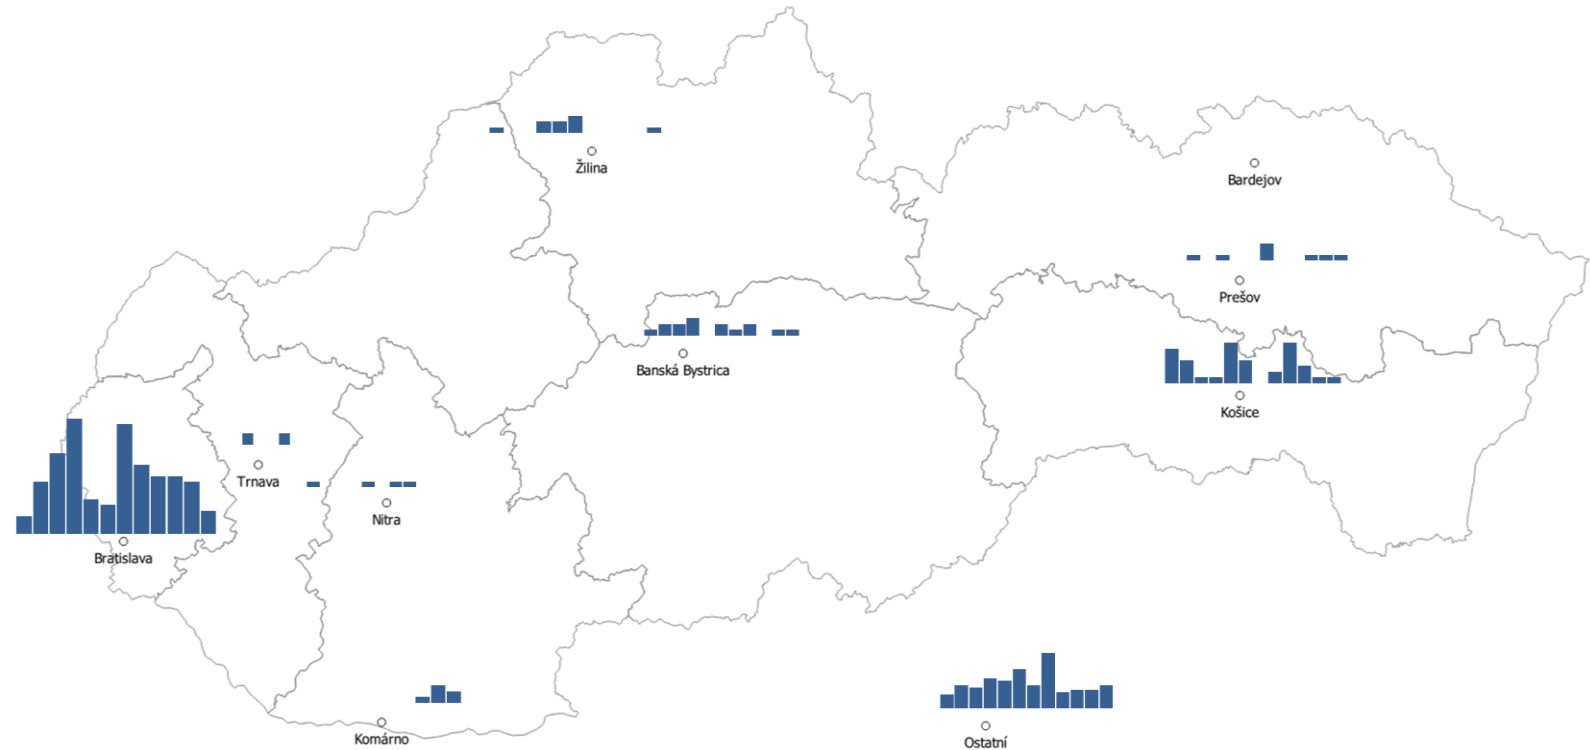 Žilina
Bardejov
Prešov
Banská Bystrica
Košice
Trnava
Nitra
Bratislava
Komárno
Ostatní